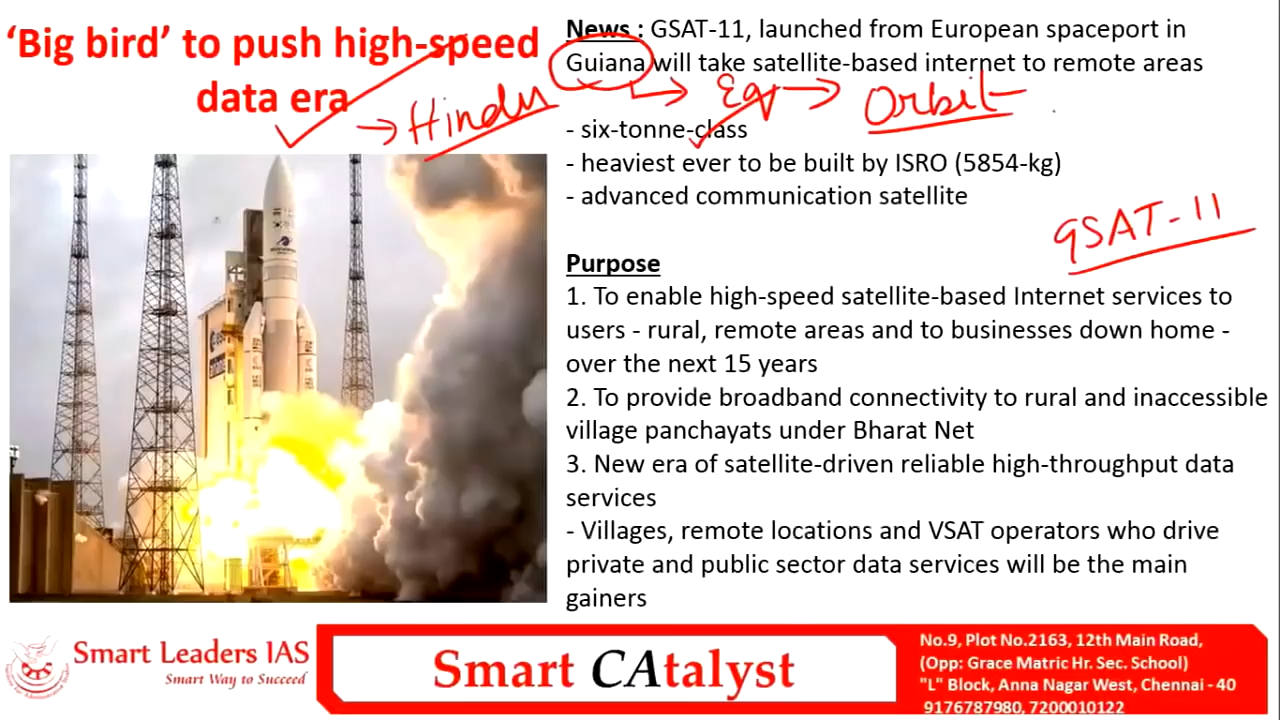 ‘Big bird’ to push high-speed
data era
→ Hindu
News : GSAT-11, launched from European spaceport in
Guiana will take satellite-based internet to remote areas
→ Eq → Orbit
- six-tonne-class
- heaviest ever to be built by ISRO (5854-kg)
- advanced communication satellite
GSAT-11
Purpose
1. To enable high-speed satellite-based Internet services to
users - rural, remote areas and to businesses down home -
over the next 15 years
2. To provide broadband connectivity to rural and inaccessible
village panchayats under Bharat Net
3. New era of satellite-driven reliable high-throughput data
services
- Villages, remote locations and VSAT operators who drive
private and public sector data services will be the main
gainers
Smart Leaders IAS
Smart Way to Succeed
Smart CAtalyst
No.9, Plot No.2163, 12th Main Road,
(Opp: Grace Matric Hr. Sec. School)
"L" Block, Anna Nagar West, Chennai - 40
9176787980, 7200010122